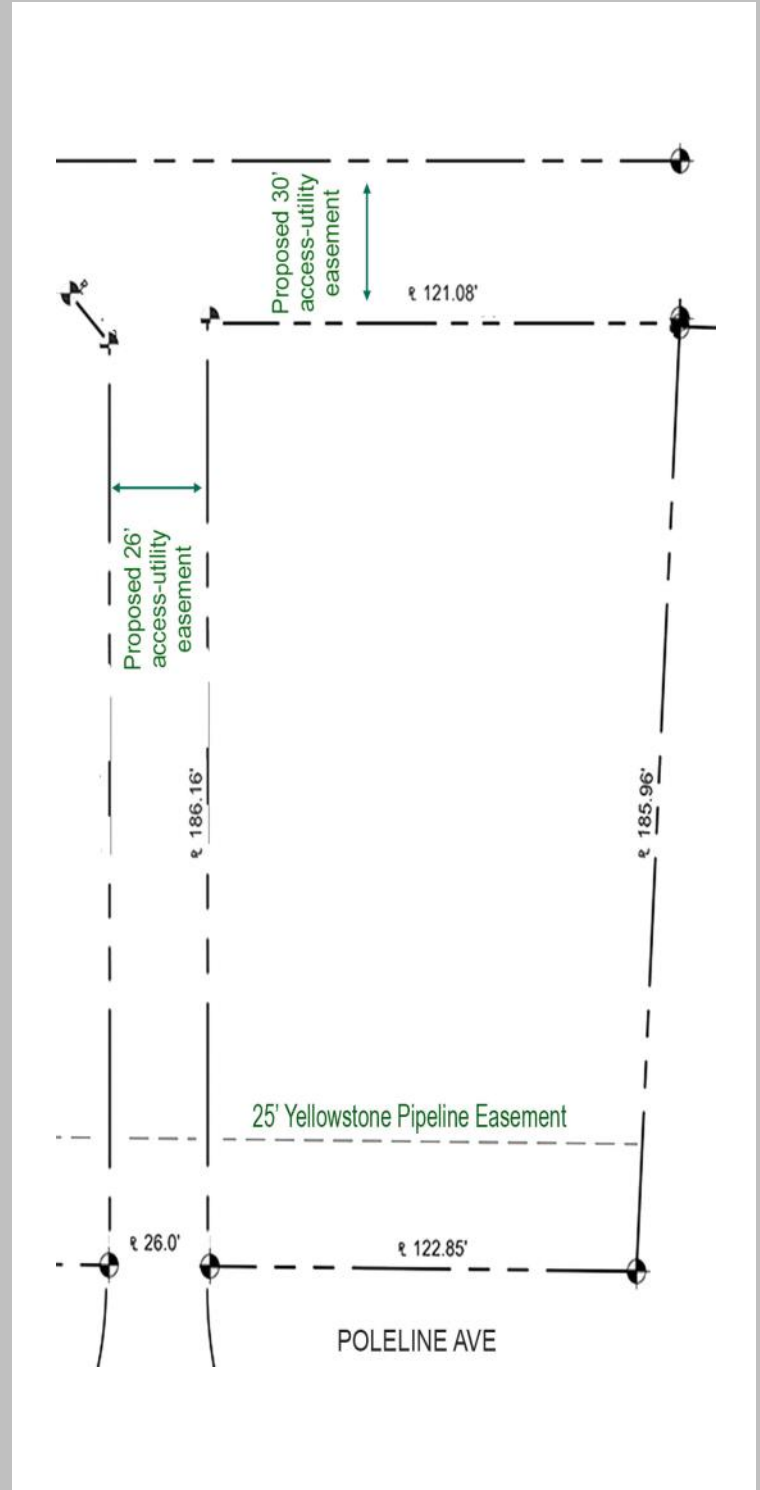 Proposed 30'
access-utility
easement
℄ 121.08'
Proposed 26'
access-utility
easement
℄ 186.16'
℄ 185.96'
25' Yellowstone Pipeline Easement
℄ 26.0'
℄ 122.85'
POLELINE AVE